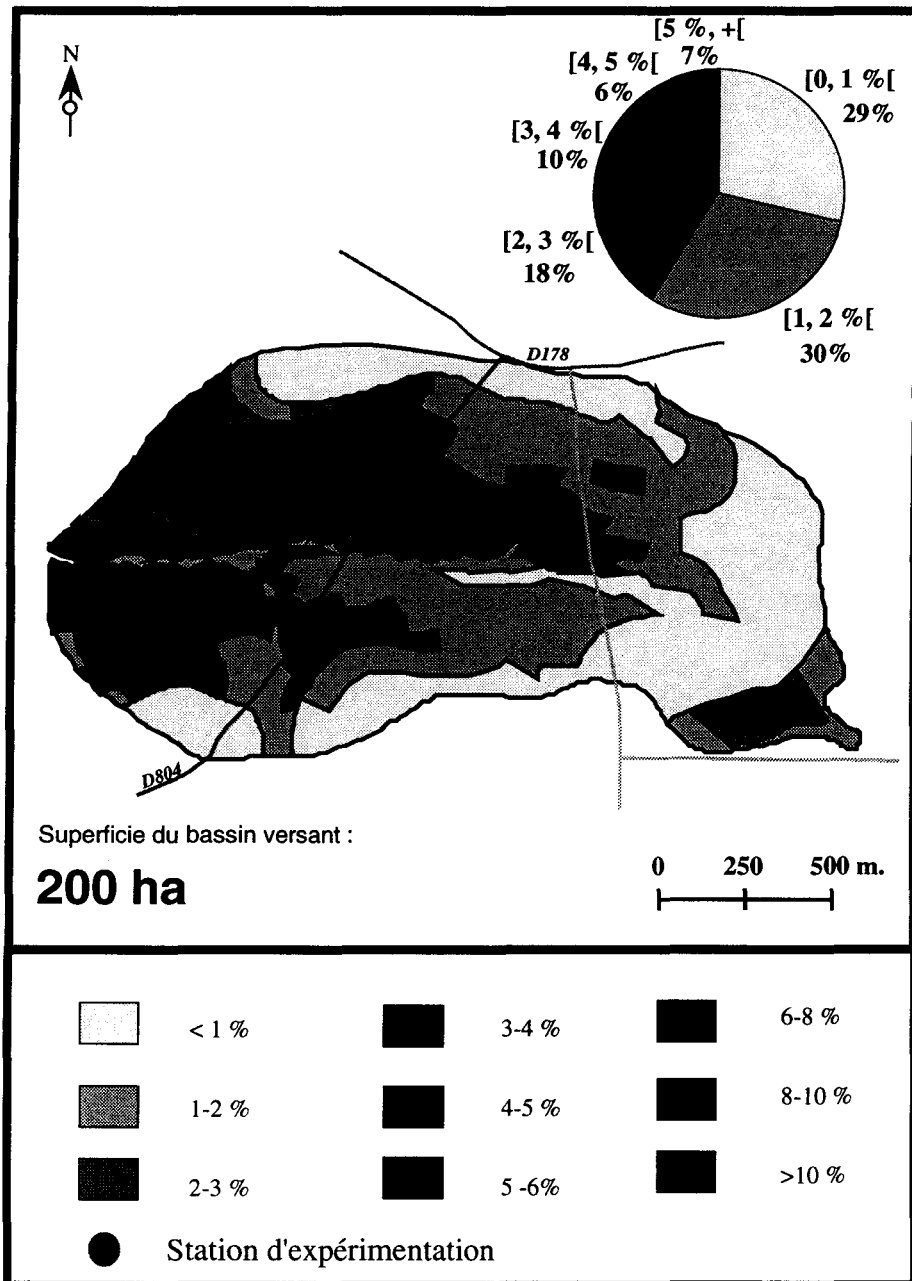 N
[5 %, +[
7%
[4, 5 %[
6%
[0, 1 %[
29%
[3, 4 %[
10%
[2, 3 %[
18%
[1, 2 %[
30%
D178
D804
Superficie du bassin versant :
200 ha
0 250 500 m.
< 1 %
3-4 %
6-8 %
1-2 %
4-5 %
8-10 %
2-3 %
5 -6%
>10 %
Station d'expérimentation